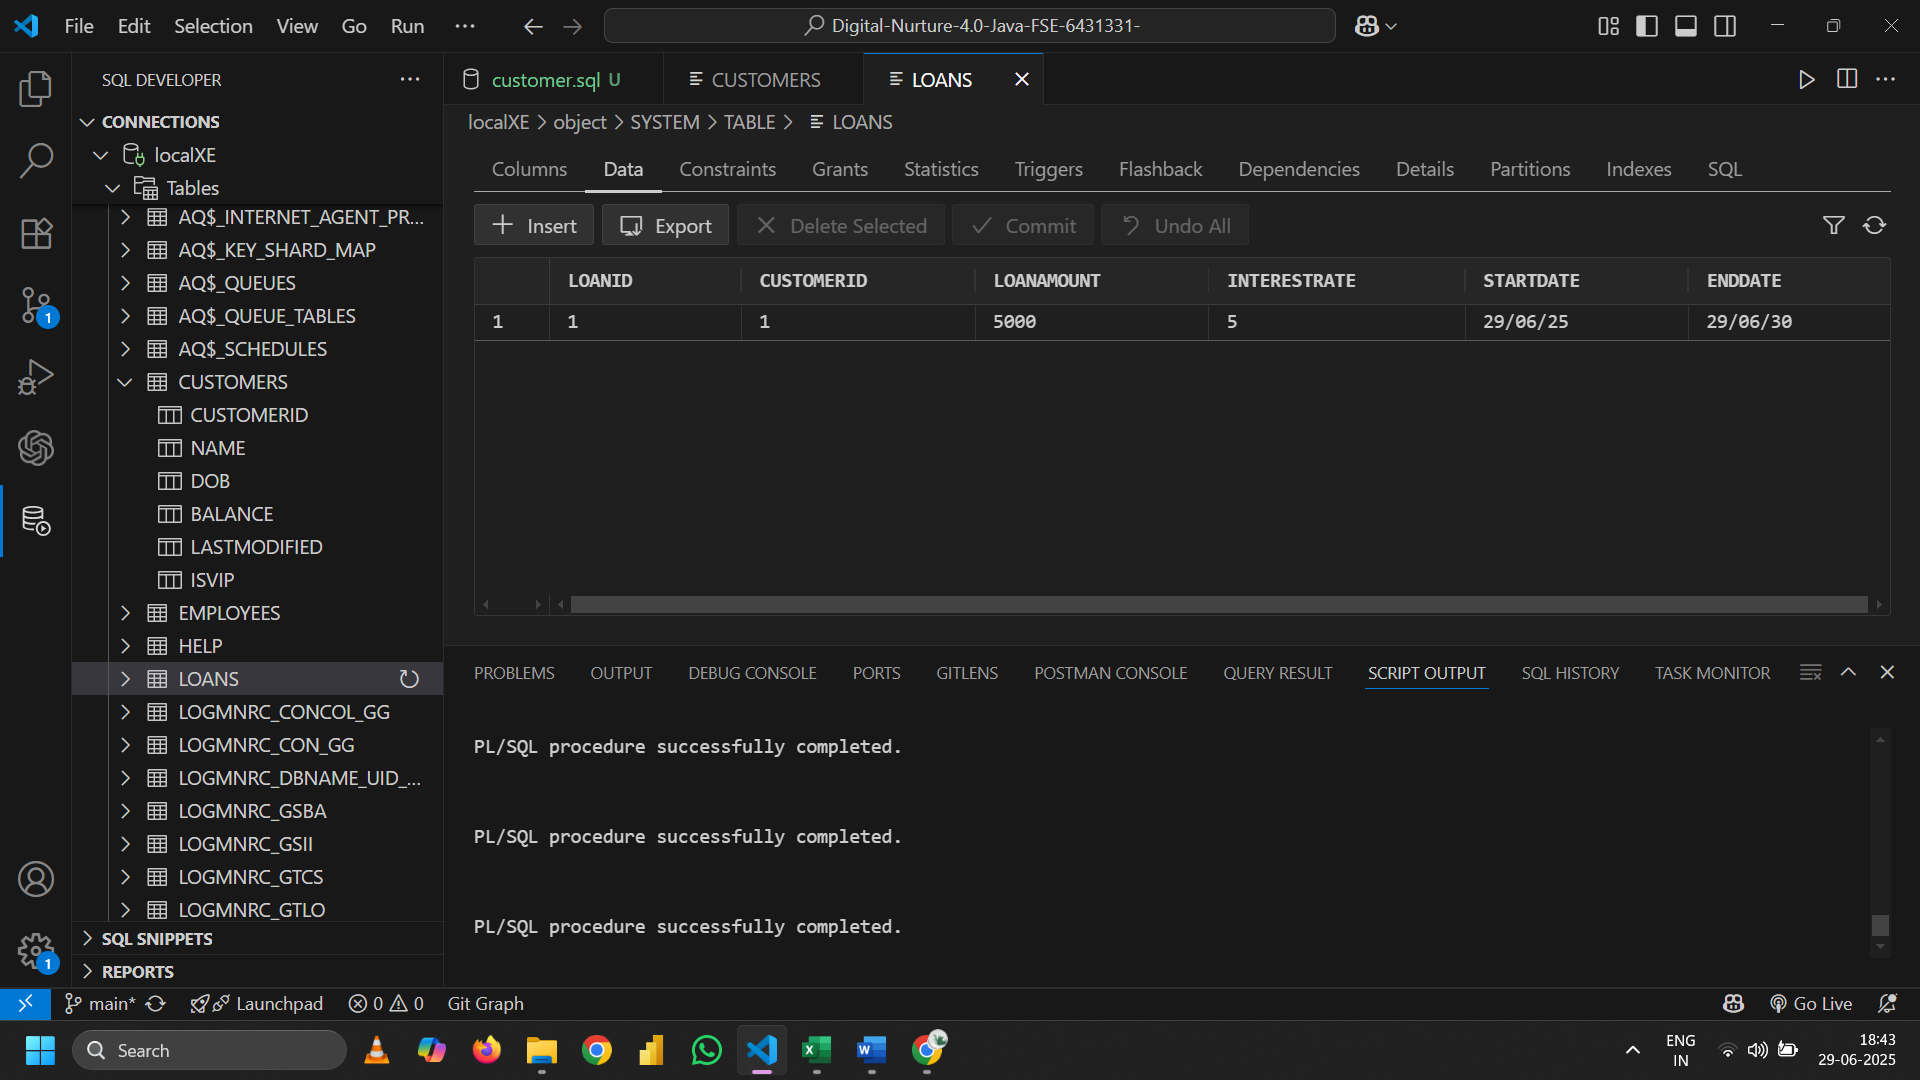 File Edit Selection View Go Run ···
Digital-Nurture-4.0-Java-FSE-6431331-
SQL DEVELOPER
CONNECTIONS
localXE
Tables
AQ$_INTERNET_AGENT_PR...
AQ$_KEY_SHARD_MAP
AQ$_QUEUES
AQ$_QUEUE_TABLES
AQ$_SCHEDULES
CUSTOMERS
CUSTOMERID
NAME
DOB
BALANCE
LASTMODIFIED
ISVIP
EMPLOYEES
HELP
LOANS
LOGMNRC_CONCOL_GG
LOGMNRC_CON_GG
LOGMNRC_DBNAME_UID_...
LOGMNRC_GSBA
LOGMNRC_GSII
LOGMNRC_GTCS
LOGMNRC_GTLO
SQL SNIPPETS
REPORTS
customer.sql U CUSTOMERS LOANS
localXE > object > SYSTEM > TABLE > LOANS
Columns Data Constraints Grants Statistics Triggers Flashback Dependencies Details Partitions Indexes SQL
Insert Export Delete Selected Commit Undo All
LOANID CUSTOMERID LOANAMOUNT INTERESTRATE STARTDATE ENDDATE
1 1 1 5000 5 29/06/25 29/06/30
PROBLEMS OUTPUT DEBUG CONSOLE PORTS GITLENS POSTMAN CONSOLE QUERY RESULT SCRIPT OUTPUT SQL HISTORY TASK MONITOR
PL/SQL procedure successfully completed.
PL/SQL procedure successfully completed.
PL/SQL procedure successfully completed.
1
1
main* Launchpad 0 0 Git Graph Go Live
Search
ENG
IN
18:43
29-06-2025